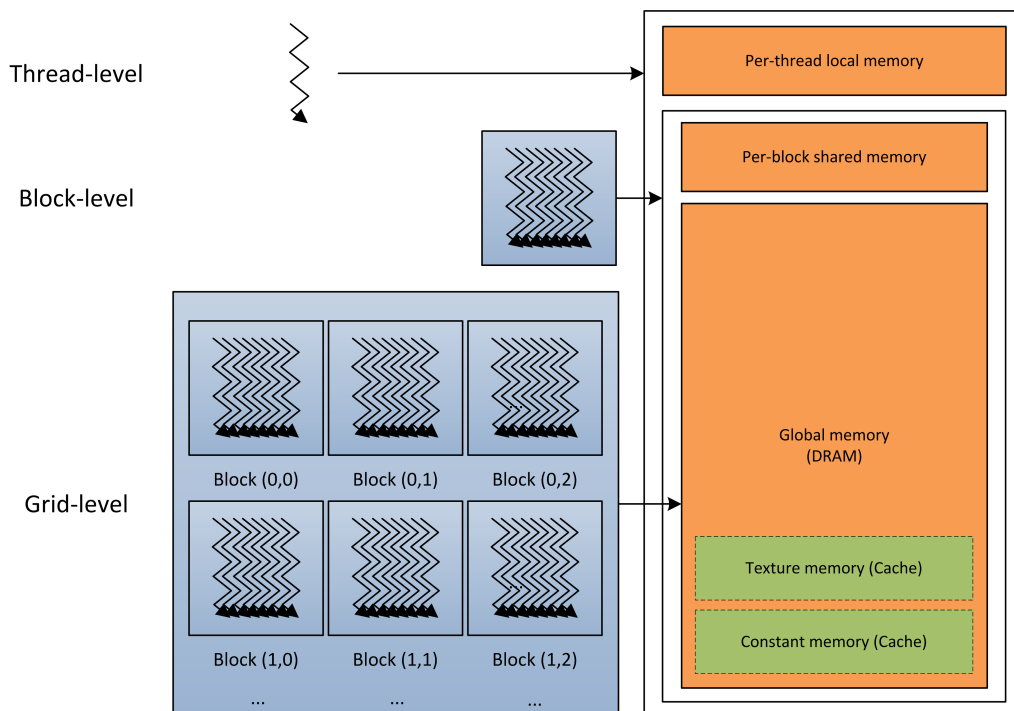 Thread-level
Per-thread local memory
Block-level
Per-block shared memory
Grid-level
...
Block (0,0)
Block (0,1)
Block (0,2)
...
Block (1,0)
Block (1,1)
Block (1,2)
...
...
...
Global memory
(DRAM)
Texture memory (Cache)
Constant memory (Cache)